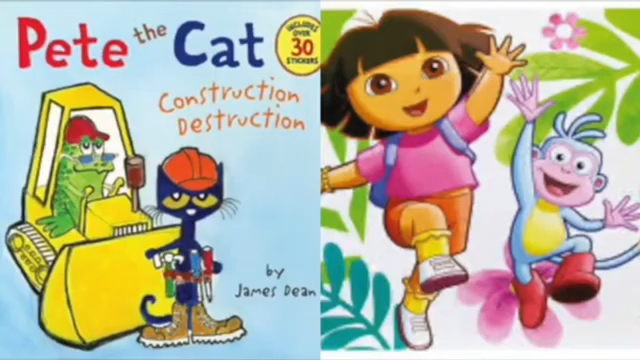 Pete the Cat
INCLUDES
OVER
30
STICKERS
Construction
Destruction
by
James Dean